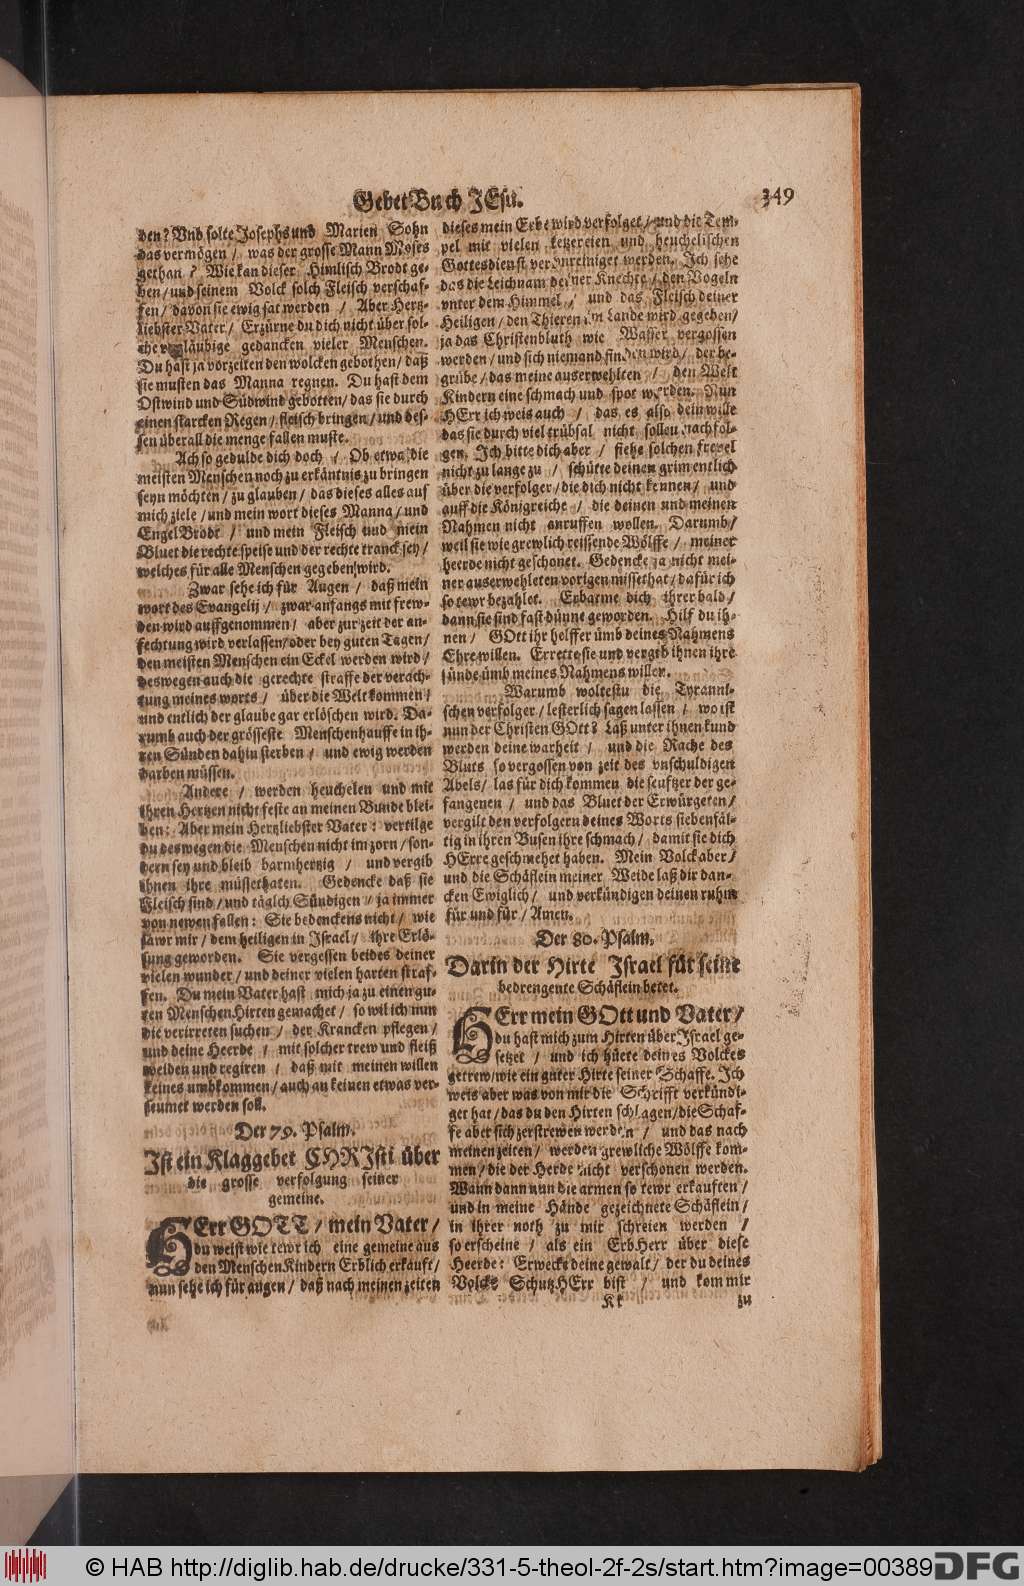 Gebet Buch JEsu.
349
den? Vnd solte Josephs und Marien Sohn
das vermögen / was der grosse Mann Moses
gethan? Wie kan dieser Himlisch Brodt ge-
ben / und seinem Volck solch Fleisch verschaf-
fen / davon sie ewig sat werden / Aber Hertz-
liebster Vater / Erzürne du dich nicht über sol-
che ungläubige gedancken vieler Menschen.
Du hast ja vorzeiten den wolcken gebothen / daß
sie musten das Manna regnen. Du hast dem
Ostwind und Südwind gebotten / das sie durch
einen starcken Regen / fleisch bringen / und des-
sen überall die menge fallen muste.
Ach so gedulde dich doch / Ob etwa die
meisten Menschen noch zu erkäntnis zu bringen
seyn möchten / zu glauben / das dieses alles auf
mich ziele / und mein wort dieses Manna / und
Engel Brodt / und mein Fleisch und mein
Bluet die rechte speise und der rechte tranck sey /
welches für alle Menschen gegeben wird.
Zwar sehe ich für Augen / daß mein
wort des Evangelij / zwar anfangs mit frew-
den wird auffgenommen / aber zur zeit der an-
fechtung wird verlassen / oder bey guten Tagen /
den meisten Menschen ein Eckel werden wird /
deswegen auch die gerechte straffe der verach-
tung meines worts / über die Welt kommen /
und entlich der glaube gar erlöschen wird. Da-
rumb auch der grösseste Menschenhauffe in ih-
ren Sünden dahin sterben / und ewig werden
darben müssen.
Andere / werden heuchelen und mit
ihren Hertzen nicht feste an meinen Bunde blei-
ben: Aber mein Hertzliebster Vater: vertilge
du deswegen die Menschen nicht im zorn / son-
dern sey und bleib barmhertzig / und vergib
ihnen ihre müssethaten. Gedencke daß sie
Fleisch sind / und täglch Sündigen / ja immer
von newen fallen: Sie bedenckens nicht / wie
sawr mir / dem heiligen in Israel / ihre Erlö-
sung geworden. Sie vergessen beides deiner
vielen wunder / und deiner vielen harten straf-
fen. Du mein Vater hast mich ja zu einen gu-
ten Menschen Hirten gemachet / so wil ich nun
die verirreten suchen / der Krancken pflegen /
und deine Heerde / mit solcher trew und fleiß
weiden und regiren / daß mit meinen willen
keines umbkommen / auch an keinen etwas ver-
seumet werden soll.
Der 79. Psalm.
Ist ein Klaggebet CHRIsti über
die grosse verfolgung seiner
gemeine.
HErr GOTT / mein Vater /
du weist wie tewr ich eine gemeine aus
den Menschen Kindern Erblich erkauft /
nun sehe ich für augen / daß nach meinen zeiten
dieses mein Erbe wird verfolget / und die Tem-
pel mit vielen ketzereien und heuchelischen
Gottesdienst verunreiniget werden. Ich sehe
das die Leichnam deiner Knechte / den Vogeln
vnter dem Himmel / und das Fleisch deiner
Heiligen / den Thieren im Lande wird gegeben /
ja das Christenbluth wie Wasser vergossen
werden / und sich niemand finden wird / der be-
grübe / das meine auserwehlten / den Welt
Kindern eine schmach und spot werden. Nun
HErr ich weis auch / das es also dein wille
das sie durch viel trübsal nicht sollen nachfol-
gen. Ich bitte dich aber / siehe solchen frevel
nicht zu lange zu / schütte deinen grim entlich
über die verfolger / die dich nicht kennen / und
auff die Königreiche / die deinen und meinen
Nahmen nicht anruffen wollen. Darumb /
weil sie wie grewlich reissende Wölffe / meiner
heerde nicht geschonet. Gedencke ja nicht mei-
ner auserwehleten vorigen missethat / dafür ich
so tewr bezahlet. Erbarme dich ihrer bald /
dann sie sind fast dünne geworden. Hilf du ih-
nen / GOtt ihr helffer ümb deines Nahmens
Ehre willen. Errette sie und vergib ihnen ihre
sünde ümb meines Nahmens willen.
Warumb woltestu die Tyranni-
schen verfolger / lesterlich sagen lassen / wo ist
nun der Christen GOtt? Laß unter ihnen kund
werden deine warheit / und die Rache des
Bluts so vergossen von zeit des vnschuldigen
Abels / las für dich kommen die seufftzer der ge-
fangenen / und das Bluet der Erwürgeten /
vergilt den verfolgern deines Worts siebenfäl-
tig in ihren Busen ihre schmach / damit sie dich
HErre geschmehet haben. Mein Volck aber /
und die Schäflein meiner Weide laß dir dan-
cken Ewiglich / und verkündigen deinen ruhm
für und für / Amen.
Der 80. Psalm.
Darin der Hirte Israel für seine
bedrengente Schäflein betet.
HErr mein GOtt und Vater /
du hast mich zum Hirten über Israel ge-
setzet / und ich hüete deines Volckes
getrew / wie ein guter Hirte seiner Schaffe. Ich
weis aber was von mir die Schrifft verkündi-
get hat / das du den Hirten schlagen / die Schaf-
fe aber sich zerstrewen werden / und das nach
meinen zeiten / werden grewliche Wölffe kom-
men / die der Herde nicht verschonen werden.
Wann dann nun die armen so tewr erkauften /
und in meine Hände gezeichnete Schäflein /
in ihrer noth zu mir schreien werden /
so erscheine / als ein ErbHerr über diese
Heerde: Erwecke deine gewalt / der du deines
Volcks SchutzHErr bist / und kom mir
Kk
zu
© HAB http://diglib.hab.de/drucke/331-5-theol-2f-2s/start.htm?image=00389
DFG